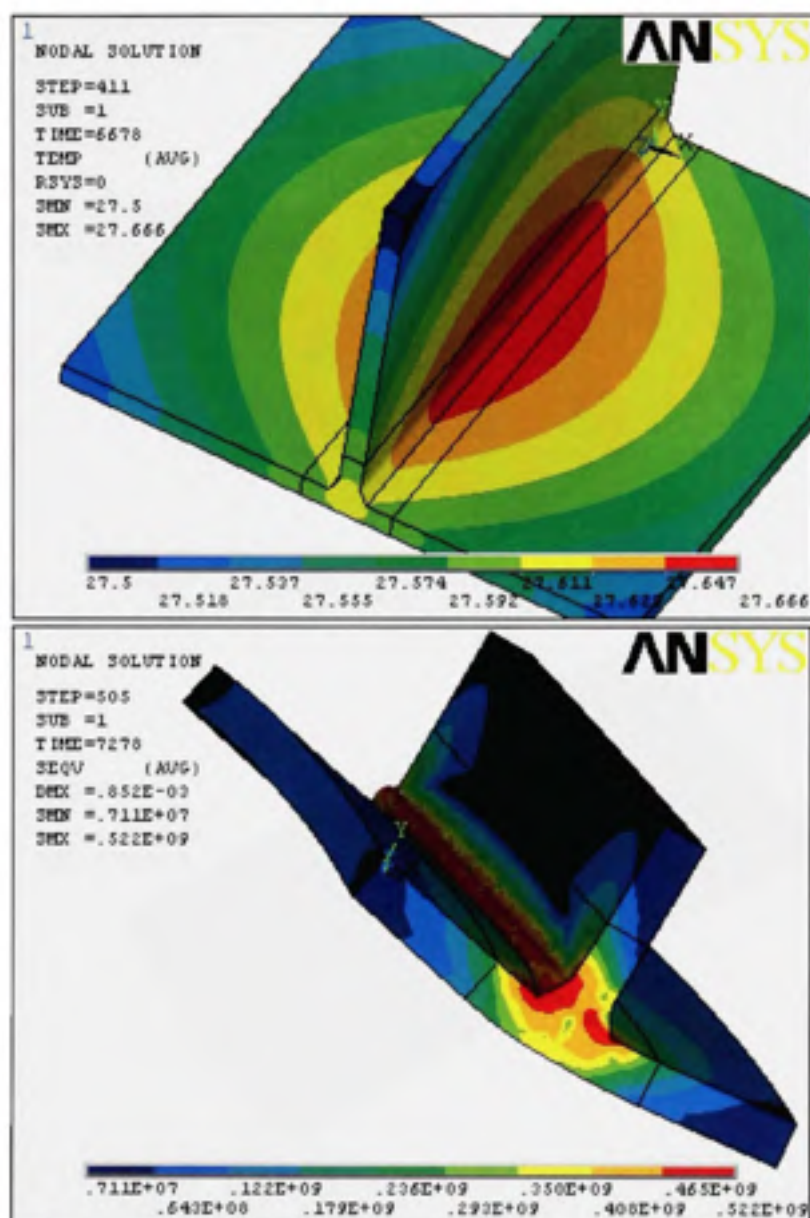 1
ANSYS
NODAL SOLUTION
STEP=411
SUB =1
TIME=6678
TEMP (AVG)
RSYS=0
SMN =27.5
SMX =27.666
27.5 27.537 27.574 27.611 27.647
27.518 27.555 27.592 27.629 27.666
1
ANSYS
NODAL SOLUTION
STEP=505
SUB =1
TIME=7278
SEQV (AVG)
DMX =.852E-03
SMN =.711E+07
SMX =.522E+09
.711E+07 .122E+09 .236E+09 .350E+09 .465E+09
.643E+08 .179E+09 .293E+09 .408E+09 .522E+09